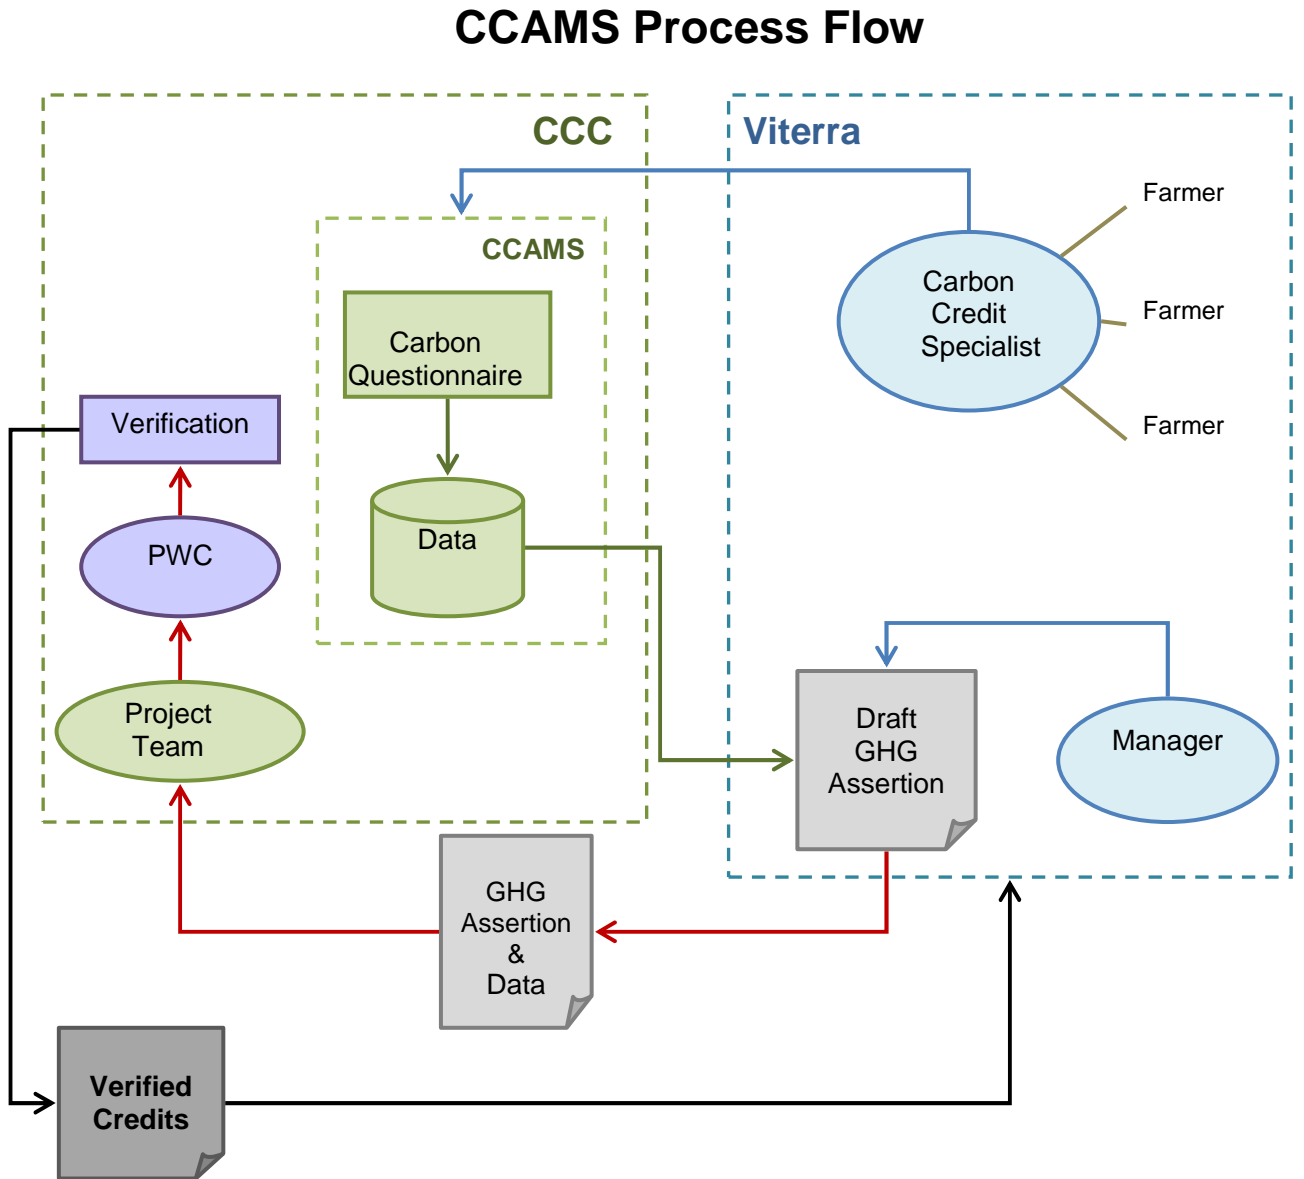 CCAMS Process Flow
CCC
Viterra
CCAMS
Carbon
Questionnaire
Data
Verification
PWC
Project
Team
Carbon
Credit
Specialist
Farmer
Farmer
Farmer
Draft
GHG
Assertion
Manager
GHG
Assertion
&
Data
Verified
Credits